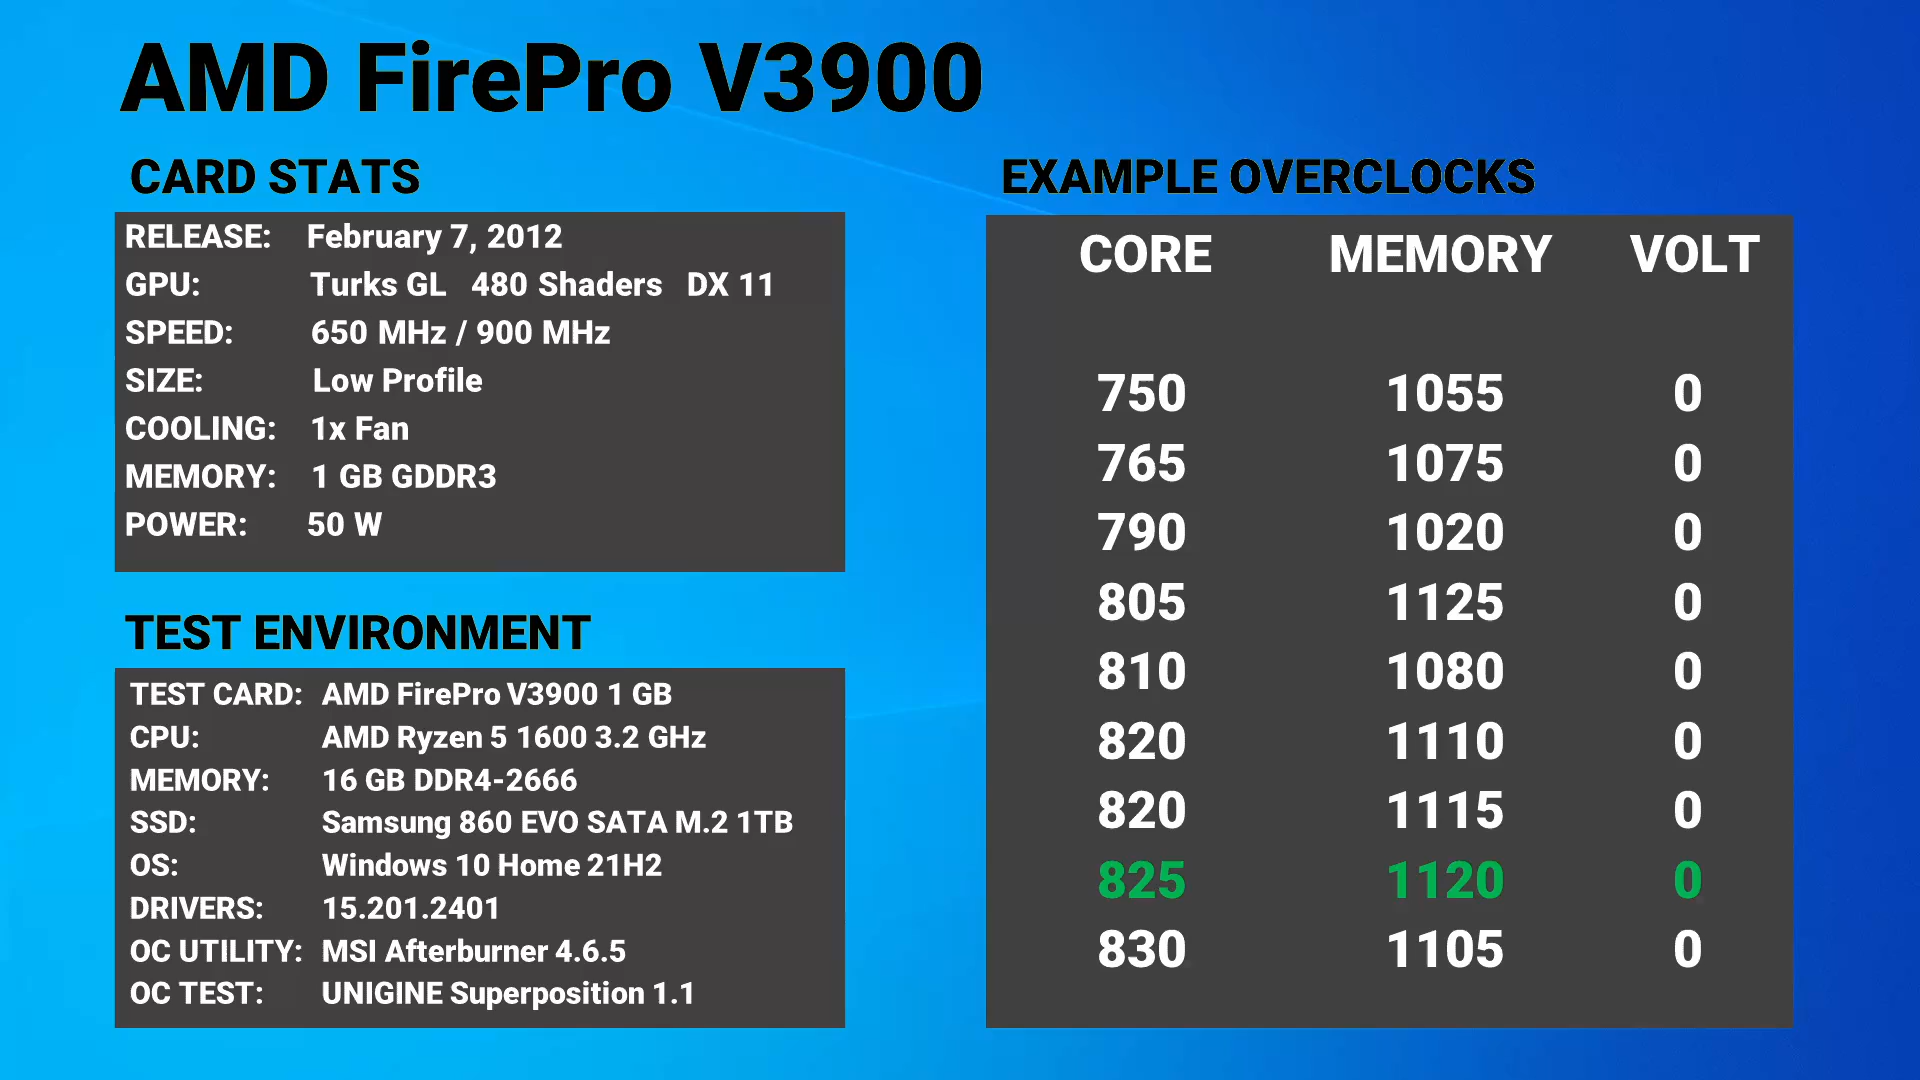 AMD FirePro V3900
CARD STATS
RELEASE: February 7, 2012
GPU: Turks GL 480 Shaders DX 11
SPEED: 650 MHz / 900 MHz
SIZE: Low Profile
COOLING: 1x Fan
MEMORY: 1 GB GDDR3
POWER: 50 W
TEST ENVIRONMENT
TEST CARD: AMD FirePro V3900 1 GB
CPU: AMD Ryzen 5 1600 3.2 GHz
MEMORY: 16 GB DDR4-2666
SSD: Samsung 860 EVO SATA M.2 1TB
OS: Windows 10 Home 21H2
DRIVERS: 15.201.2401
OC UTILITY: MSI Afterburner 4.6.5
OC TEST: UNIGINE Superposition 1.1
EXAMPLE OVERCLOCKS
CORE MEMORY VOLT
750 1055 0
765 1075 0
790 1020 0
805 1125 0
810 1080 0
820 1110 0
820 1115 0
825 1120 0
830 1105 0